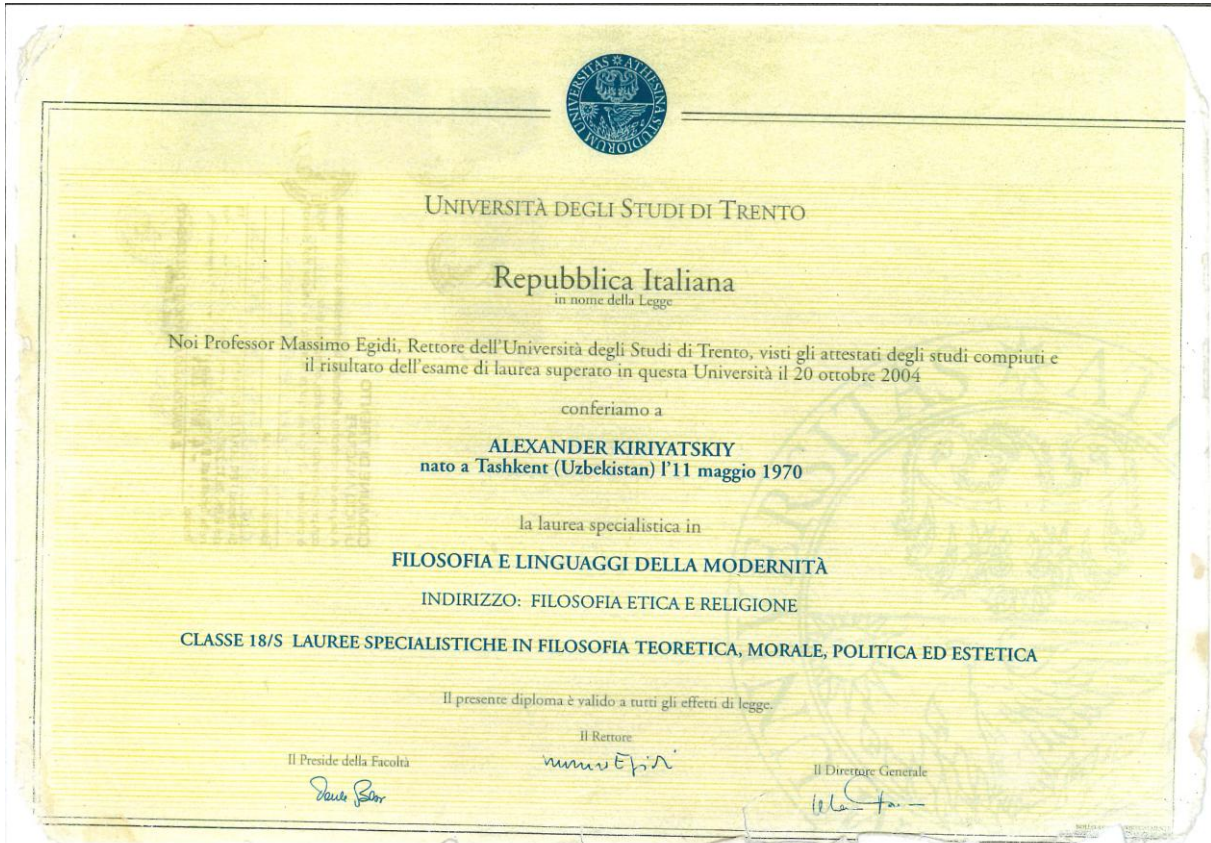 UNIVERSITAS ATHESINA STUDIORUM
UNIVERSITÀ DEGLI STUDI DI TRENTO
Repubblica Italiana
in nome della Legge
Noi Professor Massimo Egidi, Rettore dell'Università degli Studi di Trento, visti gli attestati degli studi compiuti e
il risultato dell'esame di laurea superato in questa Università il 20 ottobre 2004
conferiamo a
ALEXANDER KIRIYATSKIY
nato a Tashkent (Uzbekistan) l'11 maggio 1970
la laurea specialistica in
FILOSOFIA E LINGUAGGI DELLA MODERNITÀ
INDIRIZZO: FILOSOFIA ETICA E RELIGIONE
CLASSE 18/S LAUREE SPECIALISTICHE IN FILOSOFIA TEORETICA, MORALE, POLITICA ED ESTETICA
Il presente diploma è valido a tutti gli effetti di legge.
Il Rettore
Il Preside della Facoltà
Il Direttore Generale